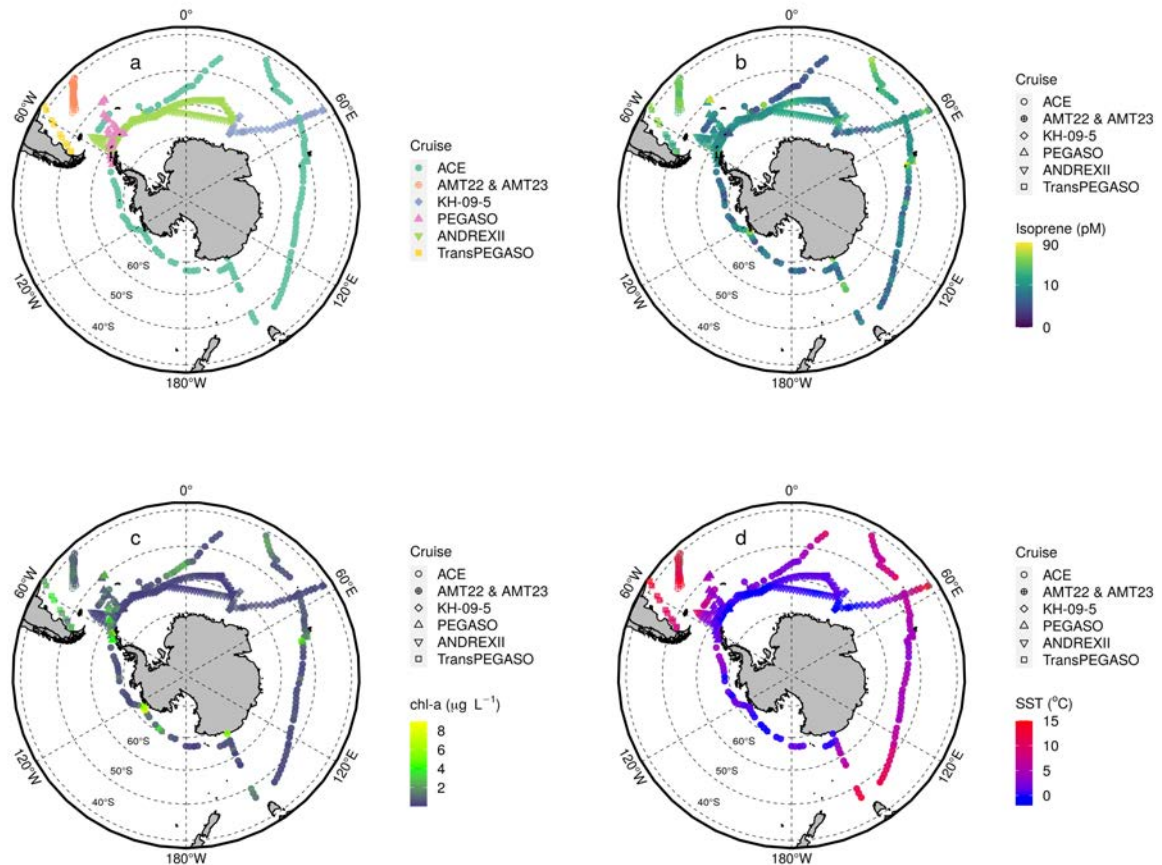 0°
60°W
60°E
120°W
120°E
180°W
60°S
50°S
40°S
a
Cruise
ACE
AMT22 & AMT23
KH-09-5
PEGASO
ANDREXII
TransPEGASO
0°
60°W
60°E
120°W
120°E
180°W
60°S
50°S
40°S
b
Cruise
ACE
AMT22 & AMT23
KH-09-5
PEGASO
ANDREXII
TransPEGASO
Isoprene (pM)
90
10
0
0°
60°W
60°E
120°W
120°E
180°W
60°S
50°S
40°S
c
Cruise
ACE
AMT22 & AMT23
KH-09-5
PEGASO
ANDREXII
TransPEGASO
chl-a (μg L⁻¹)
8
6
4
2
0°
60°W
60°E
120°W
120°E
180°W
60°S
50°S
40°S
d
Cruise
ACE
AMT22 & AMT23
KH-09-5
PEGASO
ANDREXII
TransPEGASO
SST (°C)
15
10
5
0